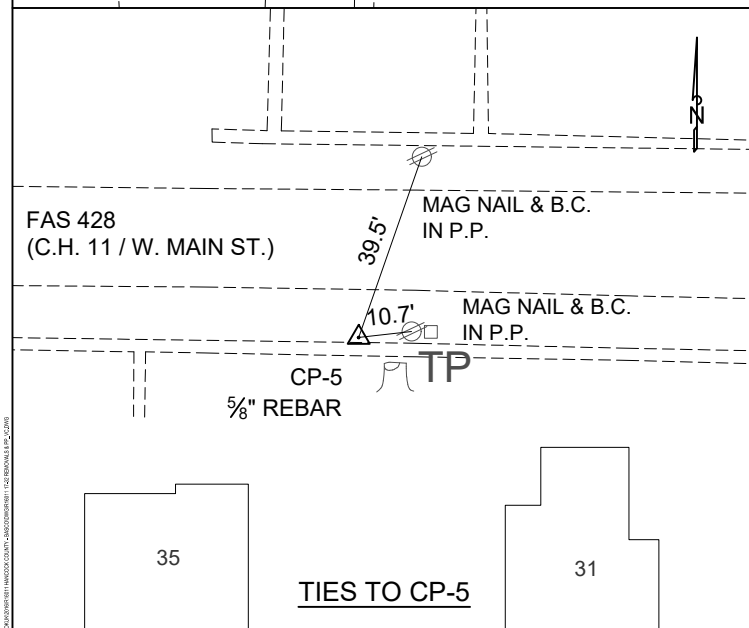 N
MAG NAIL & B.C.
IN P.P.
FAS 428
(C.H. 11 / W. MAIN ST.)
39.5'
MAG NAIL & B.C.
IN P.P.
10.7'
TP
CP-5
⅝" REBAR
35
31
TIES TO CP-5